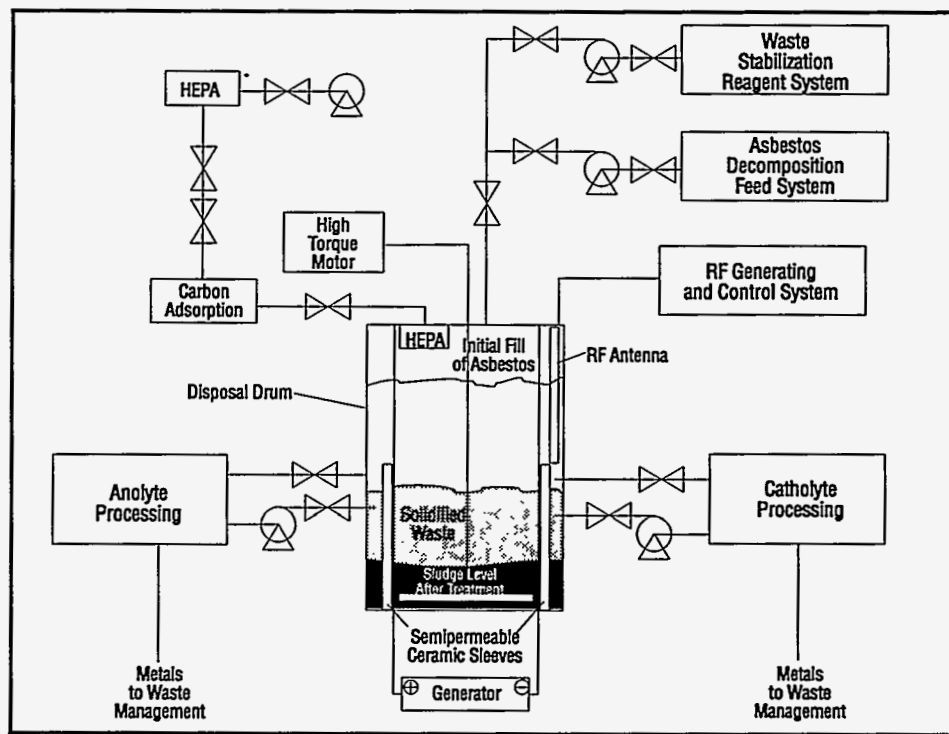 Waste
Stabilization
Reagent System
HEPA
Asbestos
Decomposition
Feed System
High
Torque
Motor
RF Generating
and Control System
Carbon
Adsorption
HEPA
Initial Fill
of Asbestos
RF Antenna
Disposal Drum
Anolyte
Processing
Catholyte
Processing
Solidified
Waste
Sludge Level
After Treatment
Semipermeable
Ceramic Sleeves
⊕ Generator ⊖
Metals
to Waste
Management
Metals
to Waste
Management